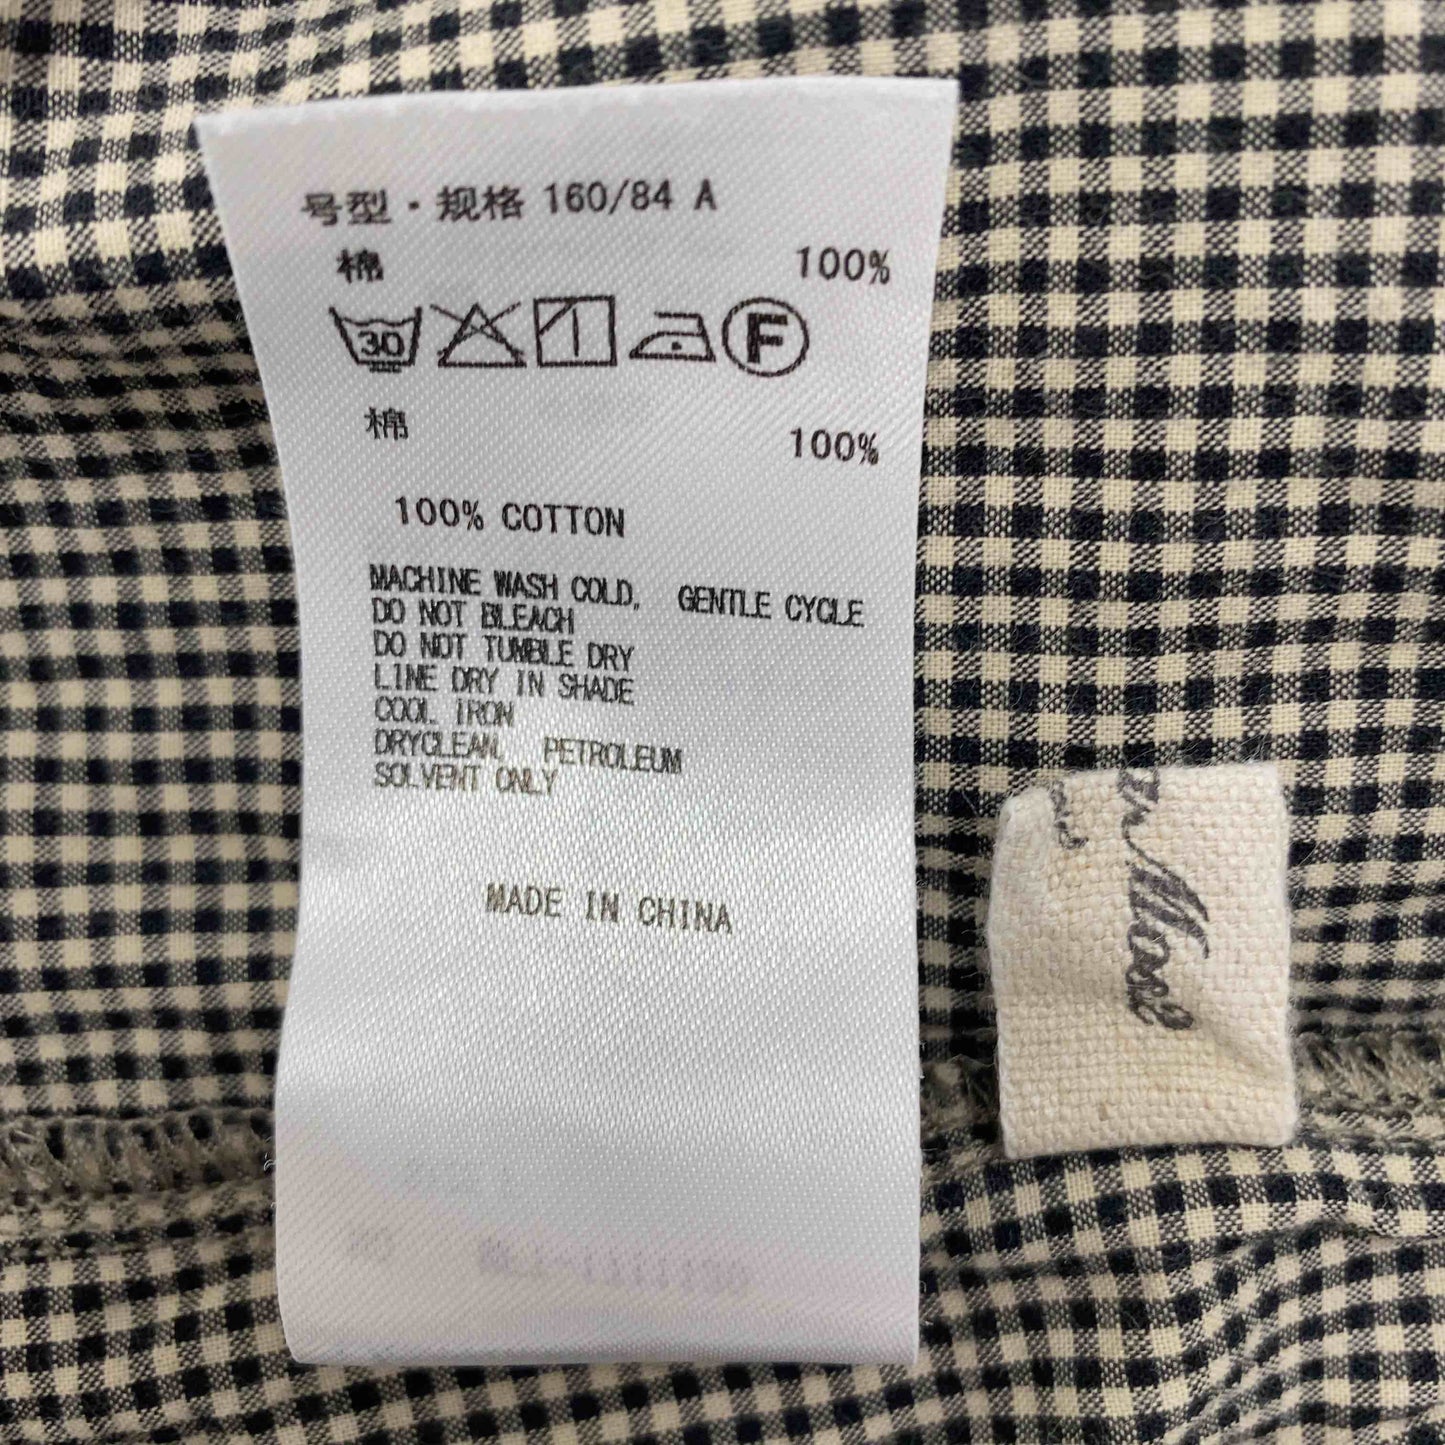 号型・规格 160/84 A
棉 100%
30
F
棉 100%
100% COTTON
MACHINE WASH COLD, GENTLE CYCLE
DO NOT BLEACH
DO NOT TUMBLE DRY
LINE DRY IN SHADE
COOL IRON
DRYCLEAN, PETROLEUM
SOLVENT ONLY
MADE IN CHINA